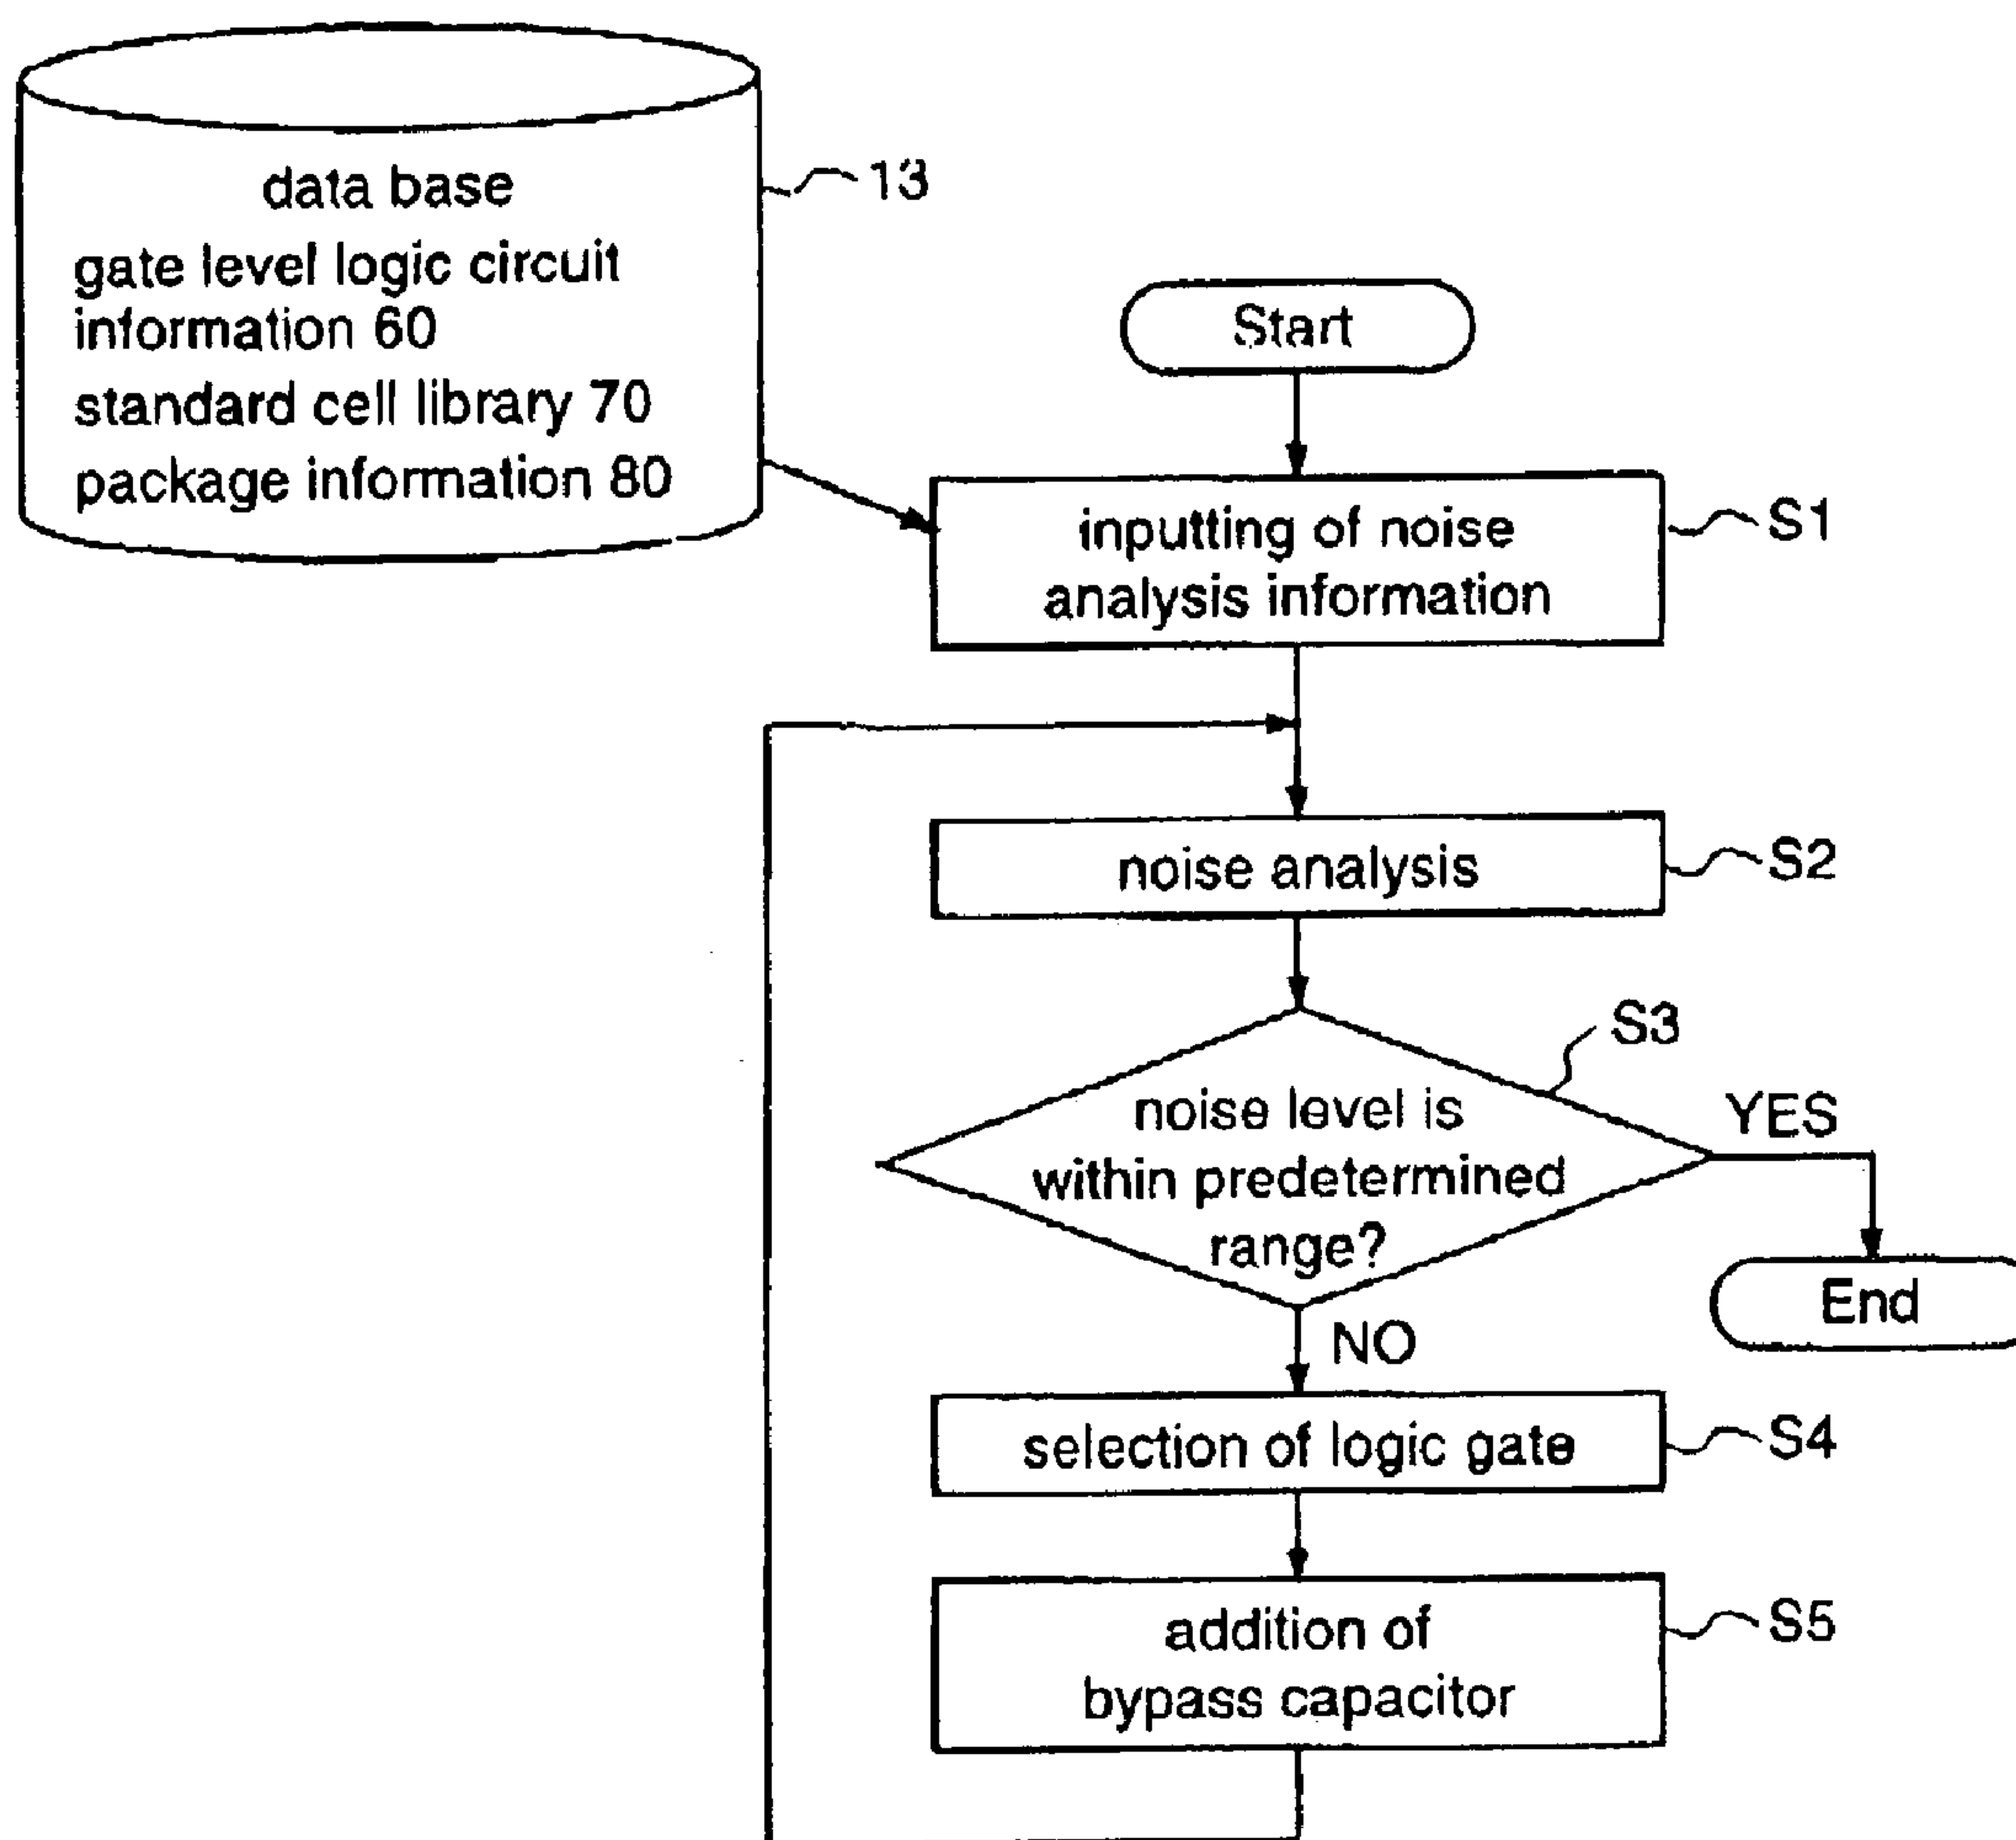 data base
gate level logic circuit
information 60
standard cell library 70
package information 80
13
Start
inputting of noise
analysis information
S1
noise analysis
S2
S3
noise level is
within predetermined
range?
YES
End
NO
selection of logic gate
S4
addition of
bypass capacitor
S5